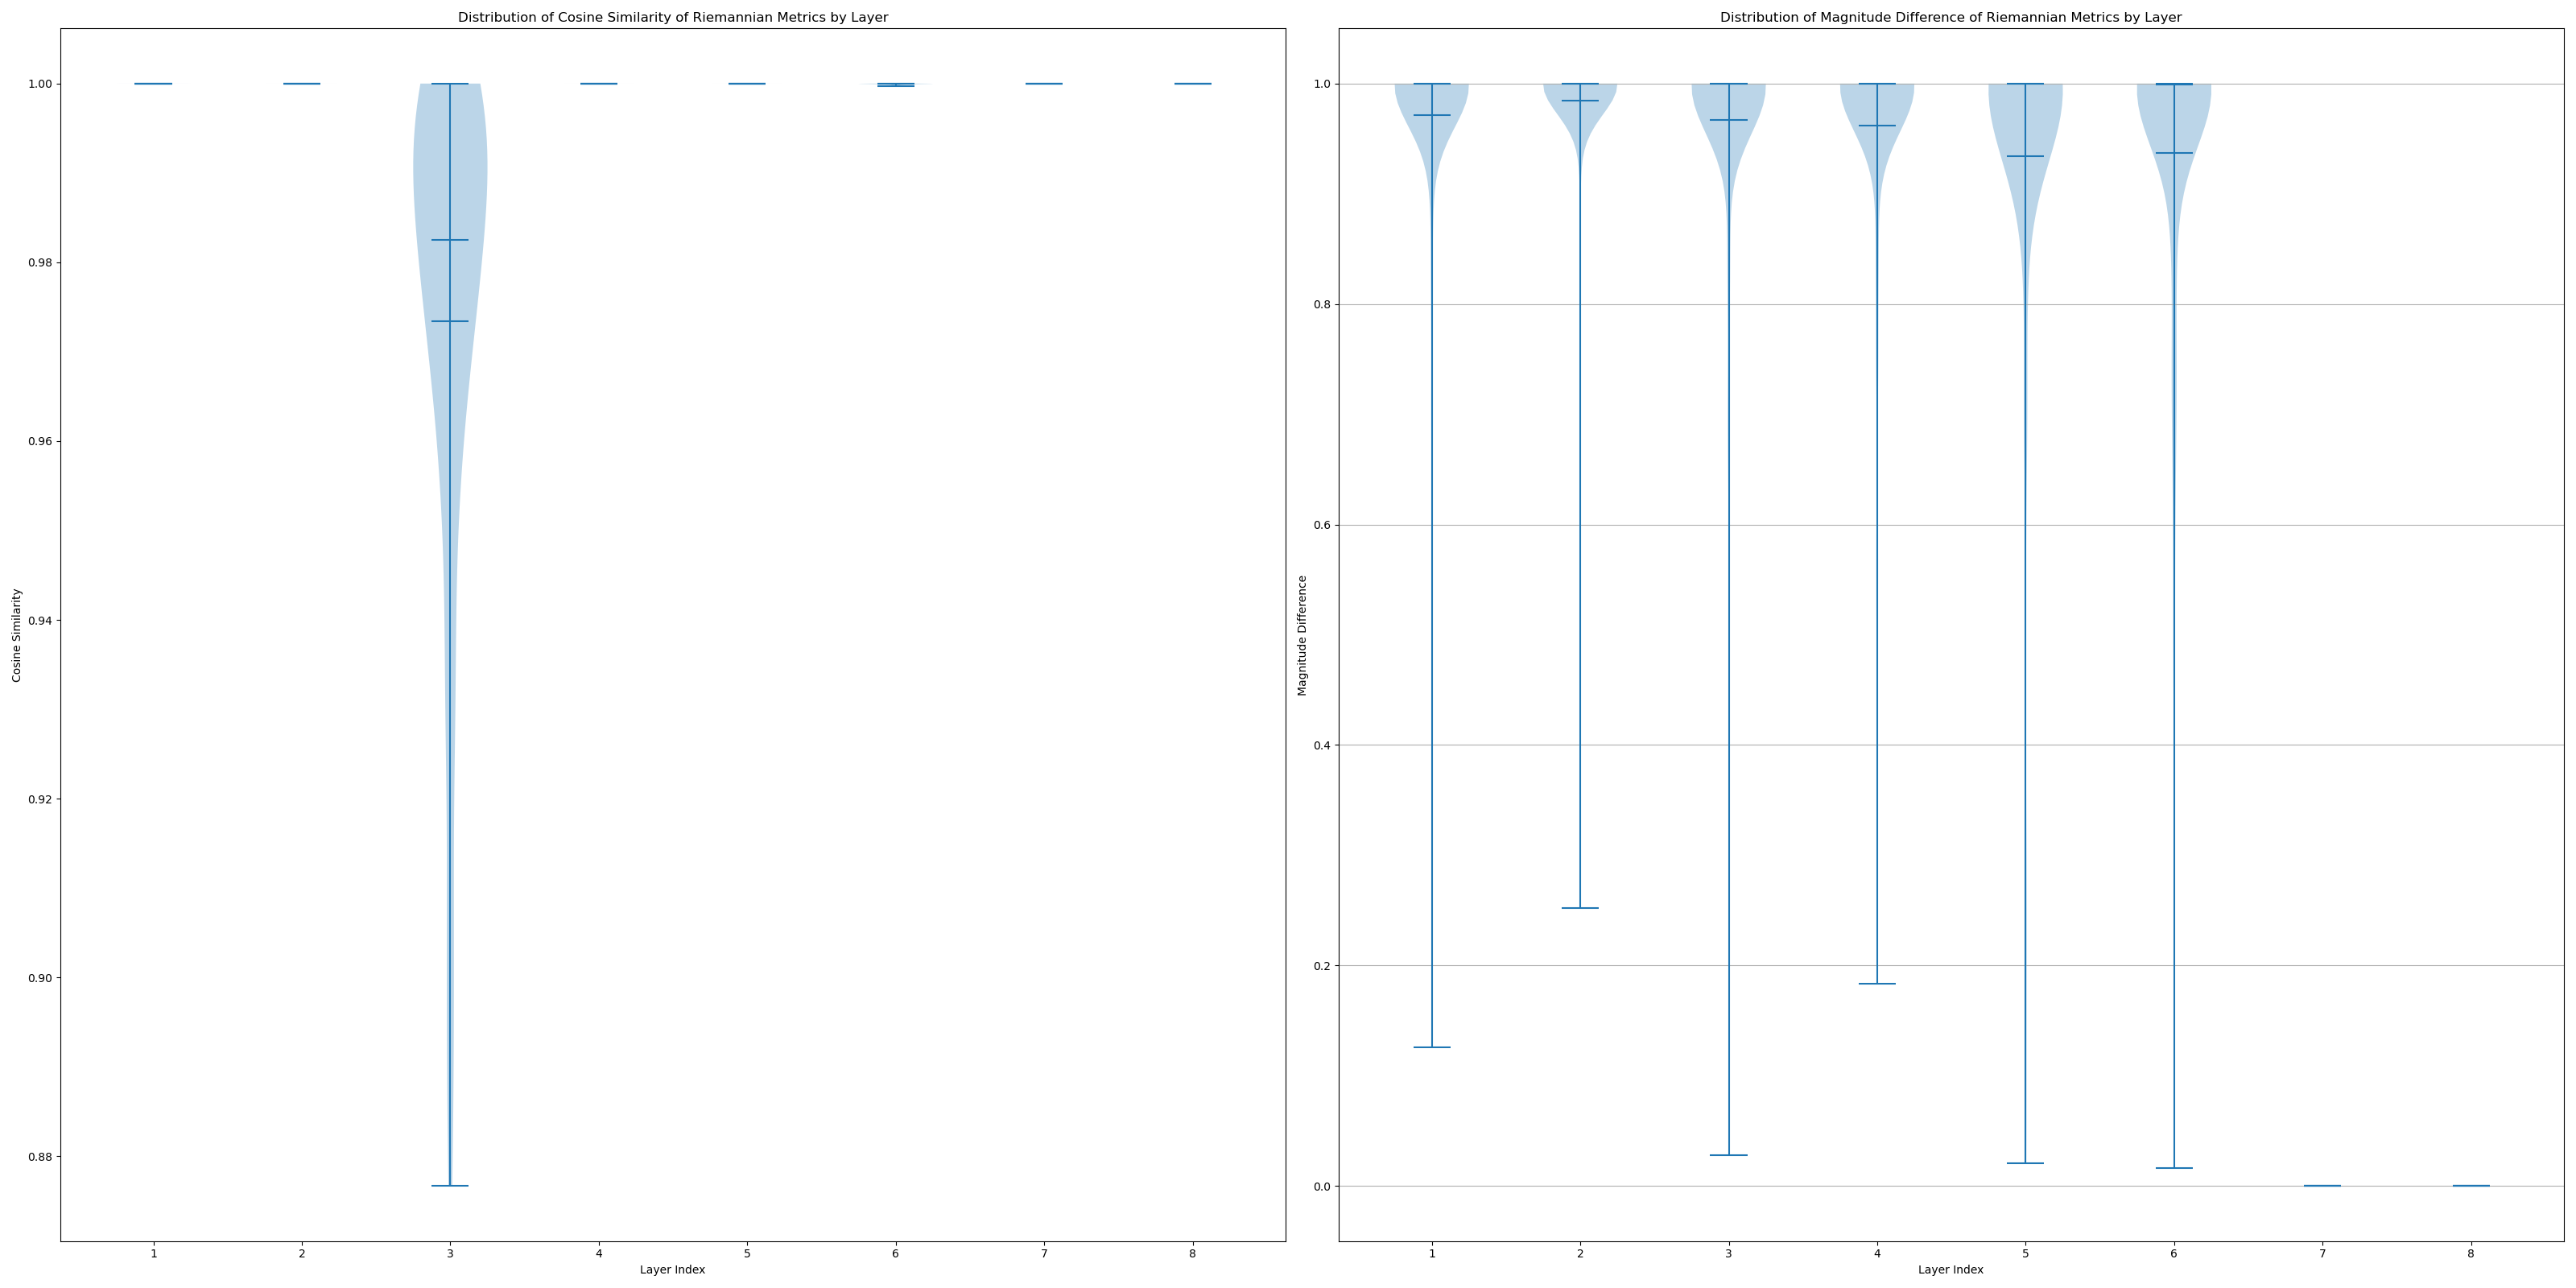 Distribution of Cosine Similarity of Riemannian Metrics by Layer
1.00
0.98
0.96
0.94
0.92
0.90
0.88
Cosine Similarity
1 2 3 4 5 6 7 8
Layer Index
Distribution of Magnitude Difference of Riemannian Metrics by Layer
1.0
0.8
0.6
0.4
0.2
0.0
Magnitude Difference
1 2 3 4 5 6 7 8
Layer Index